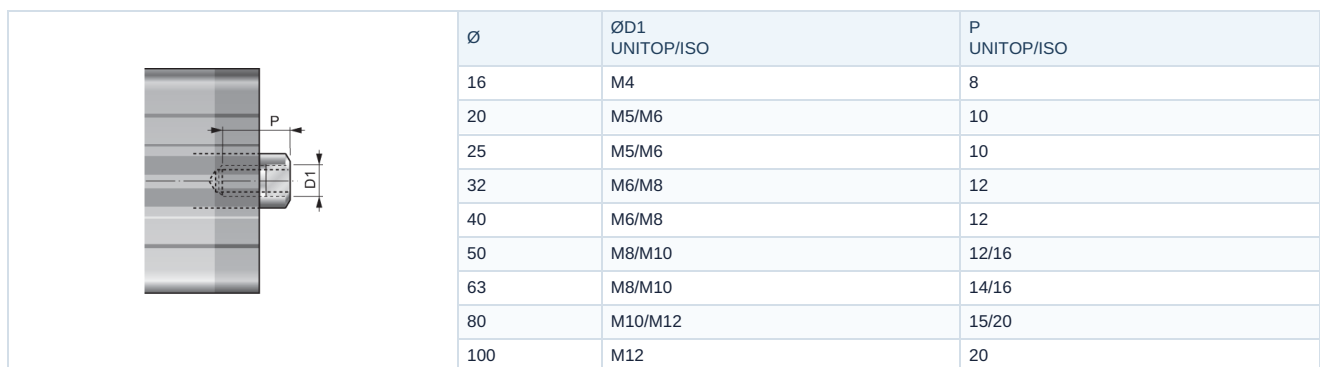 P
D1
Ø
ØD1
UNITOP/ISO
P
UNITOP/ISO
16 M4 8
20 M5/M6 10
25 M5/M6 10
32 M6/M8 12
40 M6/M8 12
50 M8/M10 12/16
63 M8/M10 14/16
80 M10/M12 15/20
100 M12 20